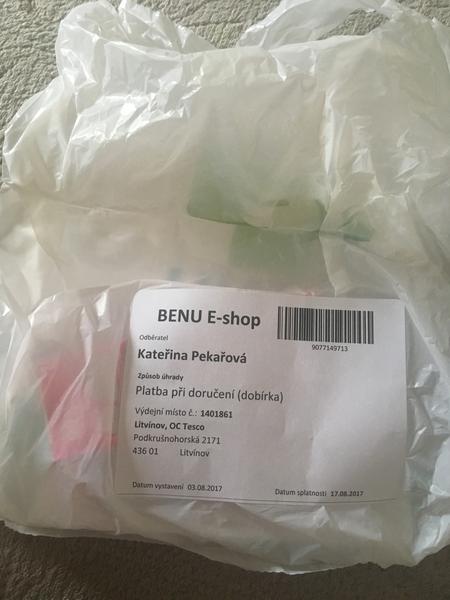 BENU E-shop
9077149713
Odběratel
Kateřina Pekařová
Způsob úhrady
Platba při doručení (dobírka)
Výdejní místo č.: 1401861
Litvínov, OC Tesco
Podkrušnohorská 2171
436 01 Litvínov
Datum vystavení 03.08.2017 Datum splatnosti 17.08.2017